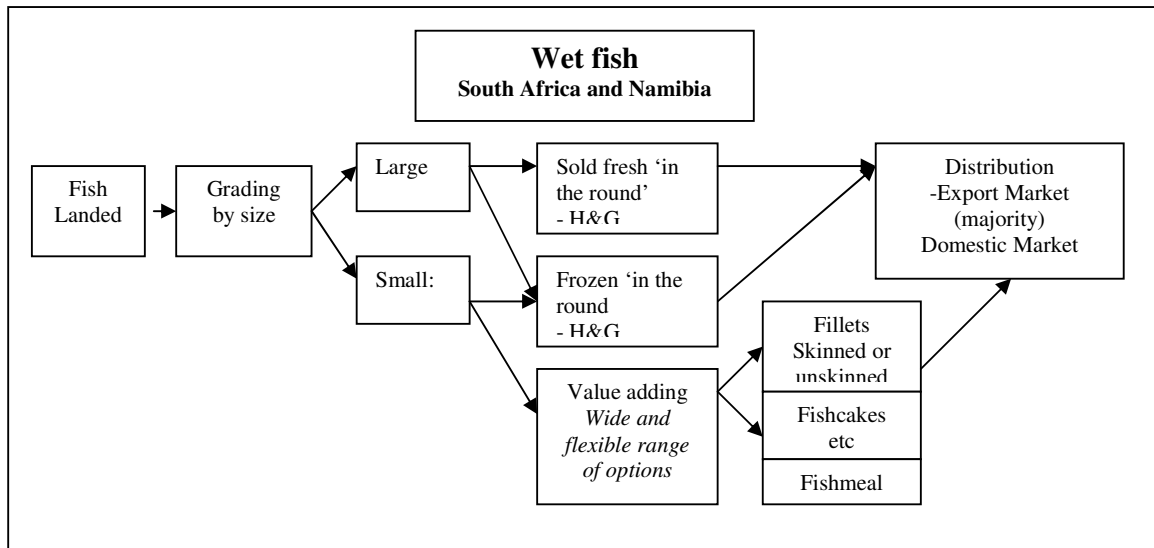 Wet fish
South Africa and Namibia
Fish
Landed
Grading
by size
Large
Small:
Sold fresh ‘in
the round’
- H&G
Frozen ‘in the
round
- H&G
Value adding
Wide and
flexible range
of options
Fillets
Skinned or
unskinned
Fishcakes
etc
Fishmeal
Distribution
-Export Market
(majority)
Domestic Market